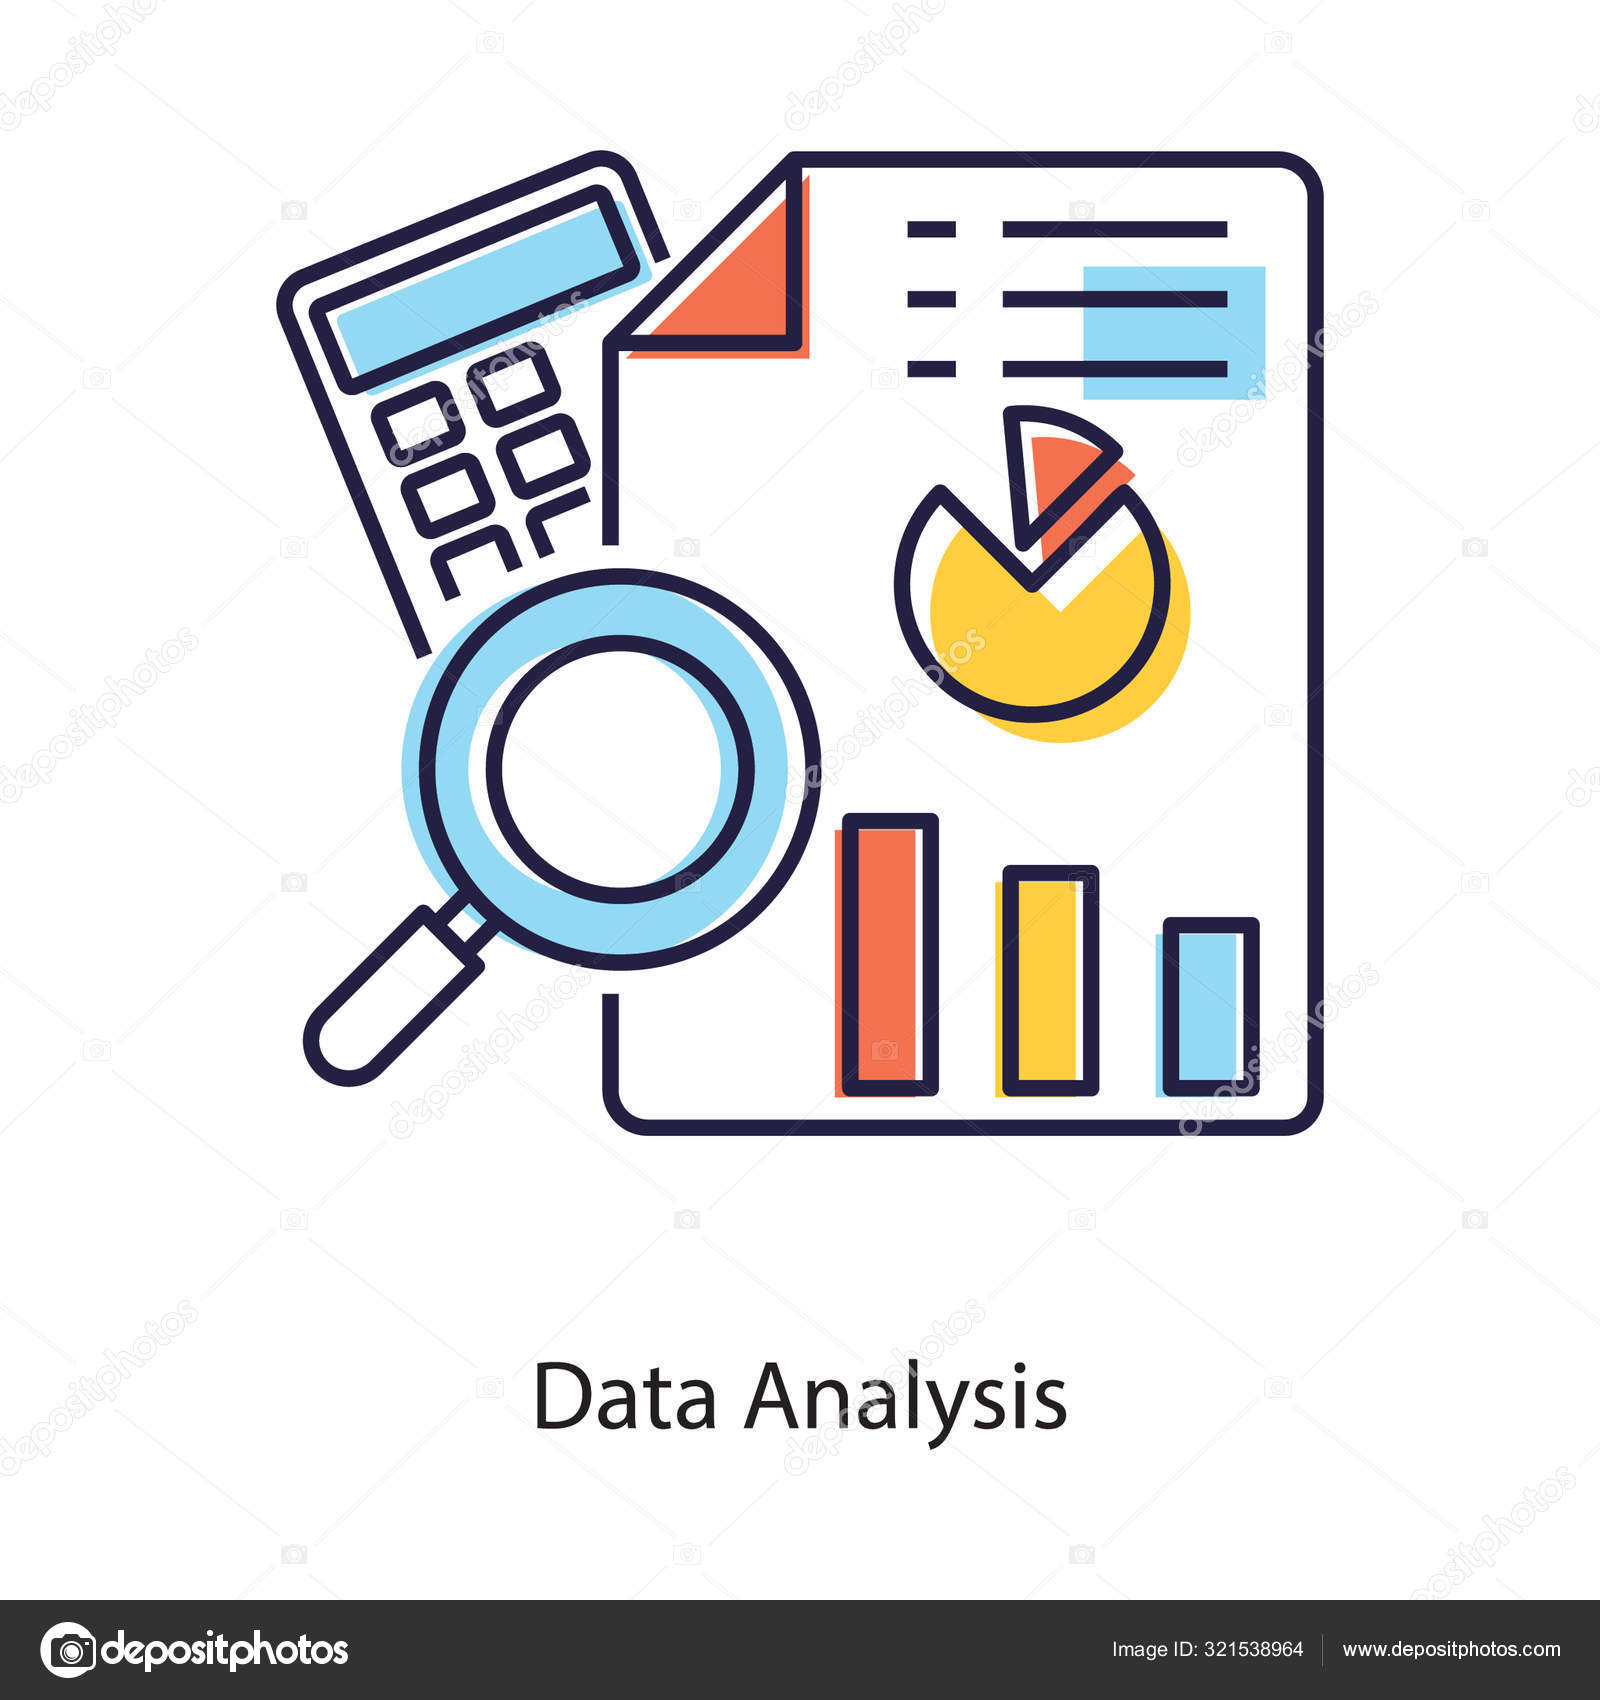 Data Analysis
depositphotos
Image ID: 321538964
www.depositphotos.com